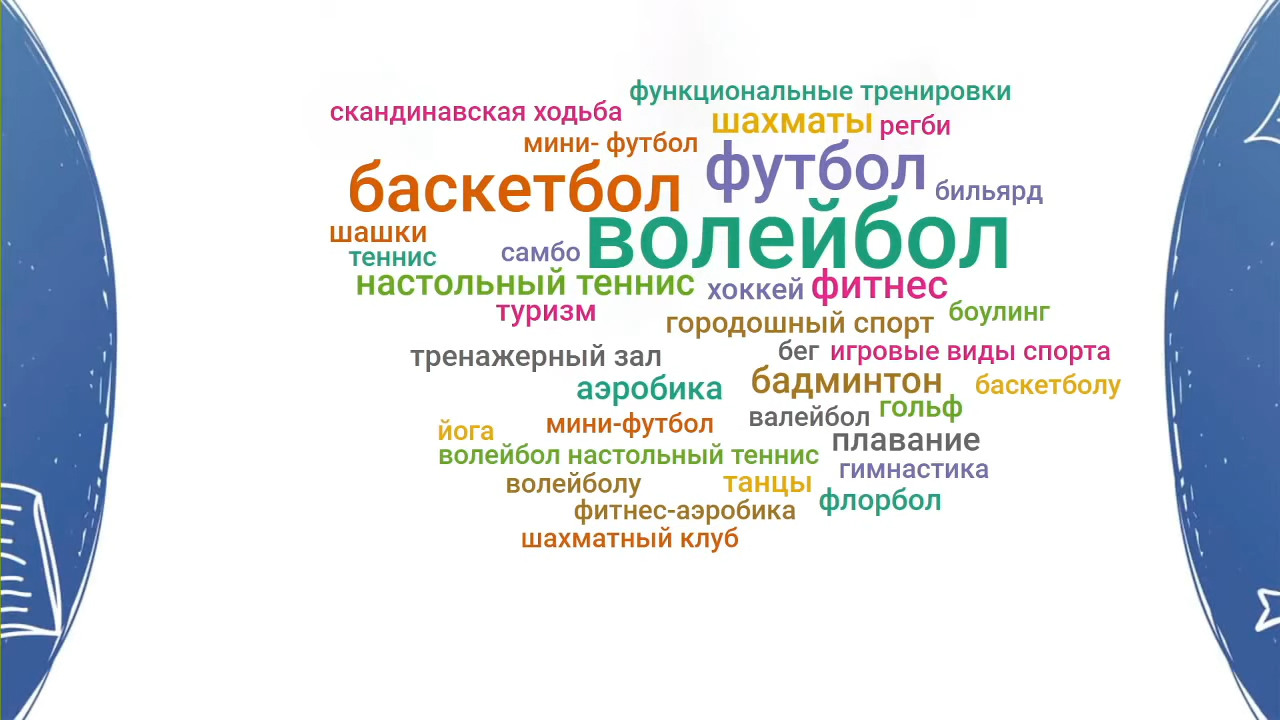 функциональные тренировки
скандинавская ходьба
шахматы регби
мини- футбол
футбол
баскетбол
бильярд
шашки
волейбол
теннис
самбо
настольный теннис
хоккей
фитнес
туризм
боулинг
городошный спорт
тренажерный зал
бег
игровые виды спорта
аэробика
бадминтон
баскетболу
гольф
валейбол
мини-футбол
йога
плавание
волейбол настольный теннис
гимнастика
волейболу
танцы
флорбол
фитнес-аэробика
шахматный клуб